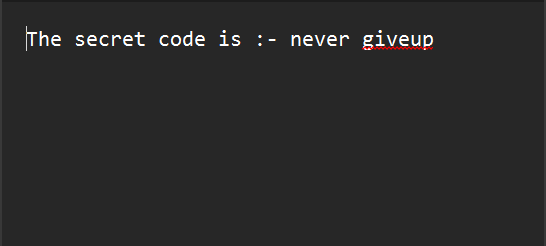 The secret code is :- never giveup